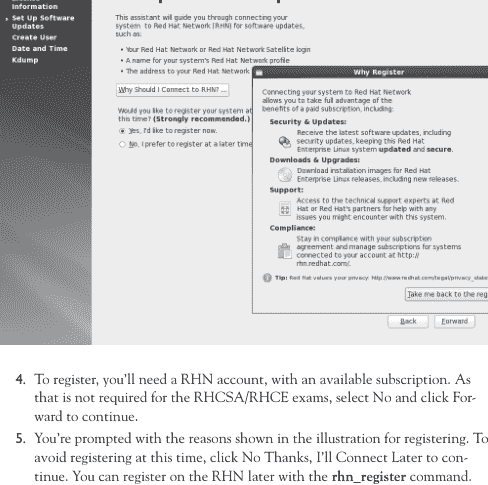 Information
Set Up Software
Updates
Create User
Date and Time
Kdump
This assistant will guide you through connecting your
system to Red Hat Network (RHN) for software updates,
such as:
• Your Red Hat Network or Red Hat Network Satellite login
• A name for your system's Red Hat Network profile
• The address to your Red Hat Network
Why Should I Connect to RHN? ...
Would you like to register your system at
this time? (Strongly recommended.)
Yes, I'd like to register now.
No, I prefer to register at a later time
Why Register
Connecting your system to Red Hat Network
allows you to take full advantage of the
benefits of a paid subscription, including:
Security & Updates:
Receive the latest software updates, including
security updates, keeping this Red Hat
Enterprise Linux system updated and secure.
Downloads & Upgrades:
Download installation images for Red Hat
Enterprise Linux releases, including new releases.
Support:
Access to the technical support experts at Red
Hat or Red Hat's partners for help with any
issues you might encounter with this system.
Compliance:
Stay in compliance with your subscription
agreement and manage subscriptions for systems
connected to your account at http://
rhn.redhat.com/.
Tip: Red Hat values your privacy: http://www.redhat.com/legal/privacy_state
Take me back to the reg
Back Forward
4. To register, you'll need a RHN account, with an available subscription. As
that is not required for the RHCSA/RHCE exams, select No and click For-
ward to continue.
5. You're prompted with the reasons shown in the illustration for registering. To
avoid registering at this time, click No Thanks, I'll Connect Later to con-
tinue. You can register on the RHN later with the rhn_register command.